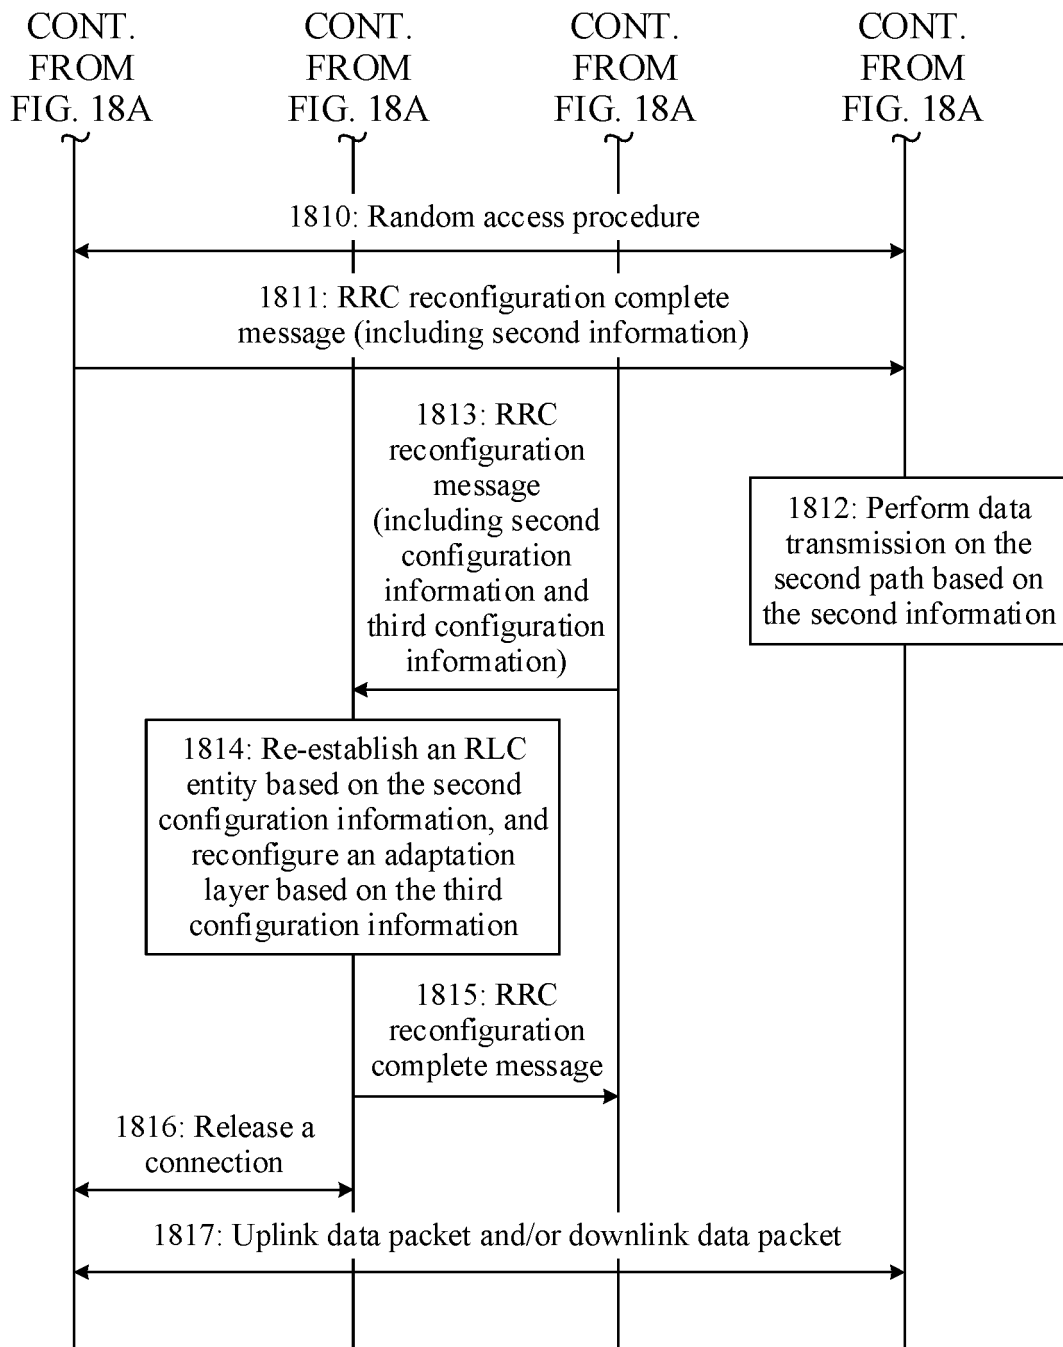 CONT.
FROM
FIG. 18A
CONT.
FROM
FIG. 18A
CONT.
FROM
FIG. 18A
CONT.
FROM
FIG. 18A
1810: Random access procedure
1811: RRC reconfiguration complete
message (including second information)
1813: RRC
reconfiguration
message
(including second
configuration
information and
third configuration
information)
1812: Perform data
transmission on the
second path based on
the second information
1814: Re-establish an RLC
entity based on the second
configuration information, and
reconfigure an adaptation
layer based on the third
configuration information
1815: RRC
reconfiguration
complete message
1816: Release a
connection
1817: Uplink data packet and/or downlink data packet